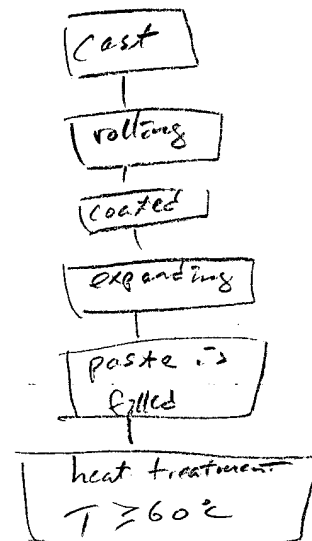 cast
rolling
coated
expanding
paste is
filled
heat treatment
T ≥ 60°C